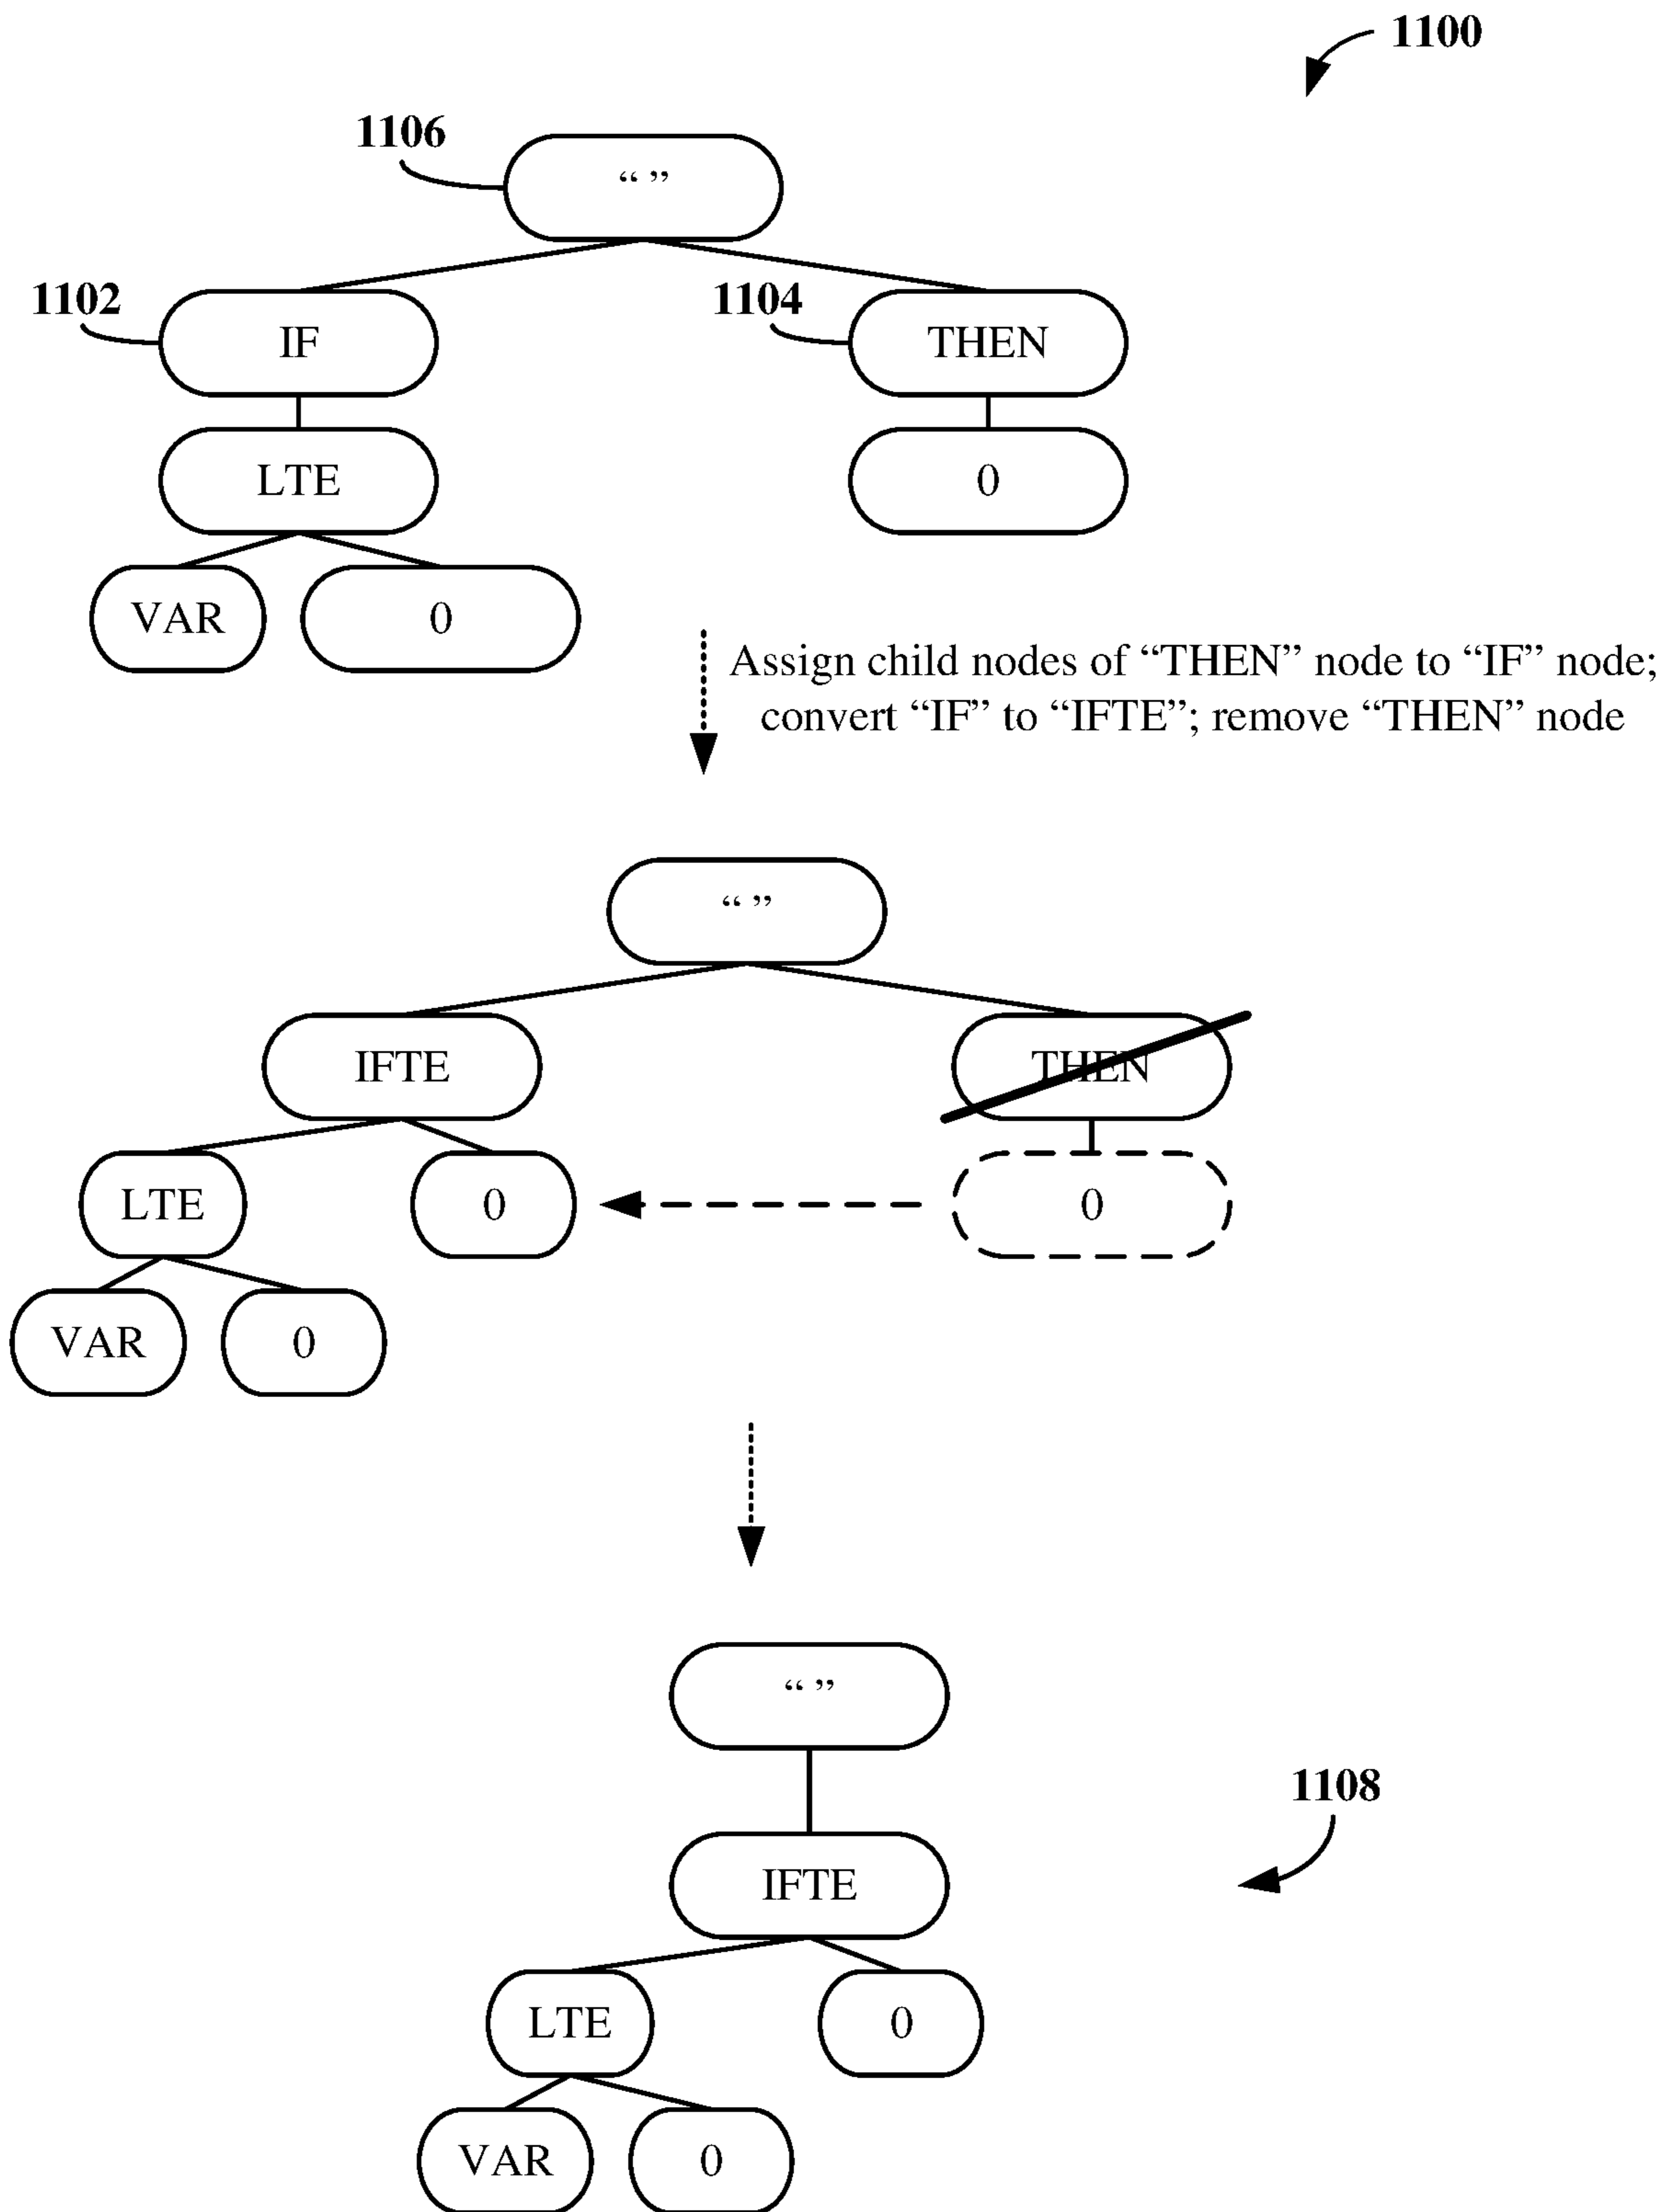 1100
1106
“ ”
1102
1104
IF
THEN
LTE
0
VAR
0
Assign child nodes of “THEN” node to “IF” node;
convert “IF” to “IFTE”; remove “THEN” node
“ ”
IFTE
THEN
LTE
0
0
VAR
0
“ ”
1108
IFTE
LTE
0
VAR
0